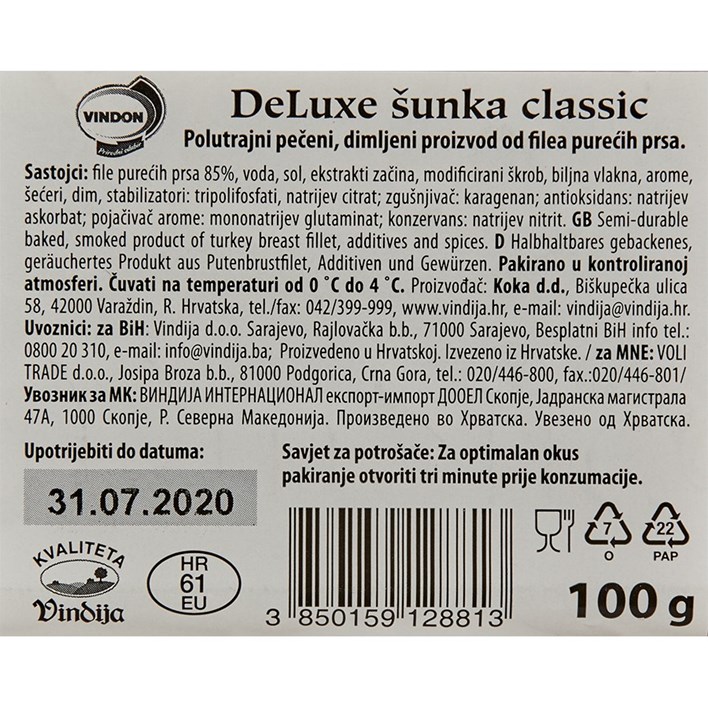 VINDON
Prirodni odabir
DeLuxe šunka classic
Polutrajni pečeni, dimljeni proizvod od filea purećih prsa.
Sastojci: file purećih prsa 85%, voda, sol, ekstrakti začina, modificirani škrob, biljna vlakna, arome,
šećeri, dim, stabilizatori: tripolifosfati, natrijev citrat; zgušnjivač: karagenan; antioksidans: natrijev
askorbat; pojačivač arome: mononatrijev glutaminat; konzervans: natrijev nitrit. GB Semi-durable
baked, smoked product of turkey breast fillet, additives and spices. D Halbhaltbares gebackenes,
geräuchertes Produkt aus Putenbrustfilet, Additiven und Gewürzen. Pakirano u kontroliranoj
atmosferi. Čuvati na temperaturi od 0 °C do 4 °C. Proizvođač: Koka d.d., Biškupečka ulica
58, 42000 Varaždin, R. Hrvatska, tel./fax: 042/399-999, www.vindija.hr, e-mail: vindija@vindija.hr.
Uvoznici: za BiH: Vindija d.o.o. Sarajevo, Rajlovačka b.b., 71000 Sarajevo, Besplatni BiH info tel.:
0800 20 310, e-mail: info@vindija.ba; Proizvedeno u Hrvatskoj. Izvezeno iz Hrvatske. / za MNE: VOLI
TRADE d.o.o., Josipa Broza b.b., 81000 Podgorica, Crna Gora, tel.: 020/446-800, fax.:020/446-801/
Увозник за МК: ВИНДИЈА ИНТЕРНАЦИОНАЛ експорт-импорт ДООЕЛ Скопје, Јадранска магистрала
47А, 1000 Скопје, Р. Северна Македонија. Произведено во Хрватска. Увезено од Хрватска.
Upotrijebiti do datuma:
31.07.2020
Savjet za potrošače: Za optimalan okus
pakiranje otvoriti tri minute prije konzumacije.
KVALITETA
Vindija
HR
61
EU
3 850159 128813
7
O
22
PAP
100 g